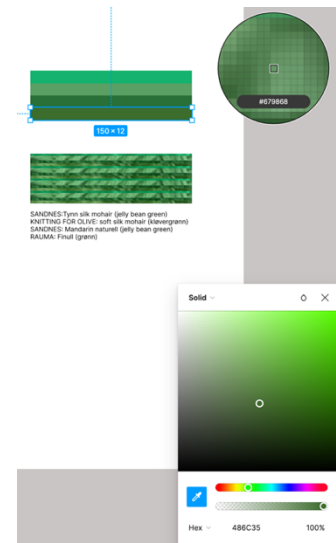 #679868
150 × 12
SANDNES:Tynn silk mohair (jelly bean green)
KNITTING FOR OLIVE: soft silk mohair (kløvergrønn)
SANDNES: Mandarin naturell (jelly bean green)
RAUMA: Finull (grønn)
Solid
Hex 486C35 100%